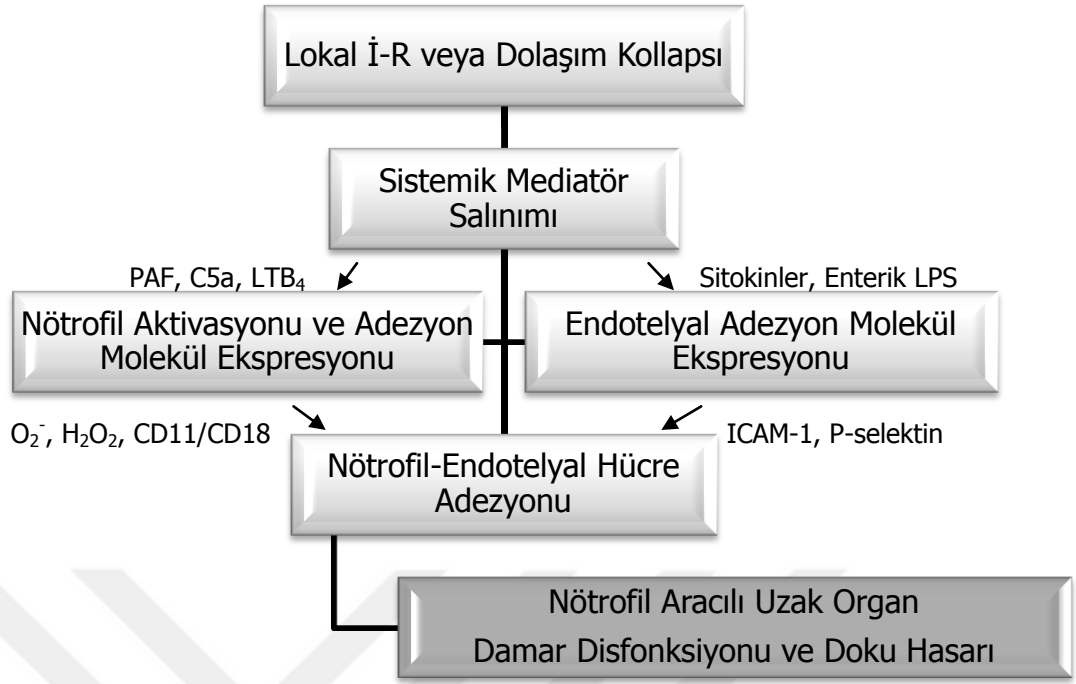 Lokal İ-R veya Dolaşım Kollapsı
Sistemik Mediatör
Salınımı
PAF, C5a, LTB₄
Sitokinler, Enterik LPS
Nötrofil Aktivasyonu ve Adezyon
Molekül Ekspresyonu
Endotelyal Adezyon Molekül
Ekspresyonu
O₂⁻, H₂O₂, CD11/CD18
ICAM-1, P-selektin
Nötrofil-Endotelyal Hücre
Adezyonu
Nötrofil Aracılı Uzak Organ
Damar Disfonksiyonu ve Doku Hasarı